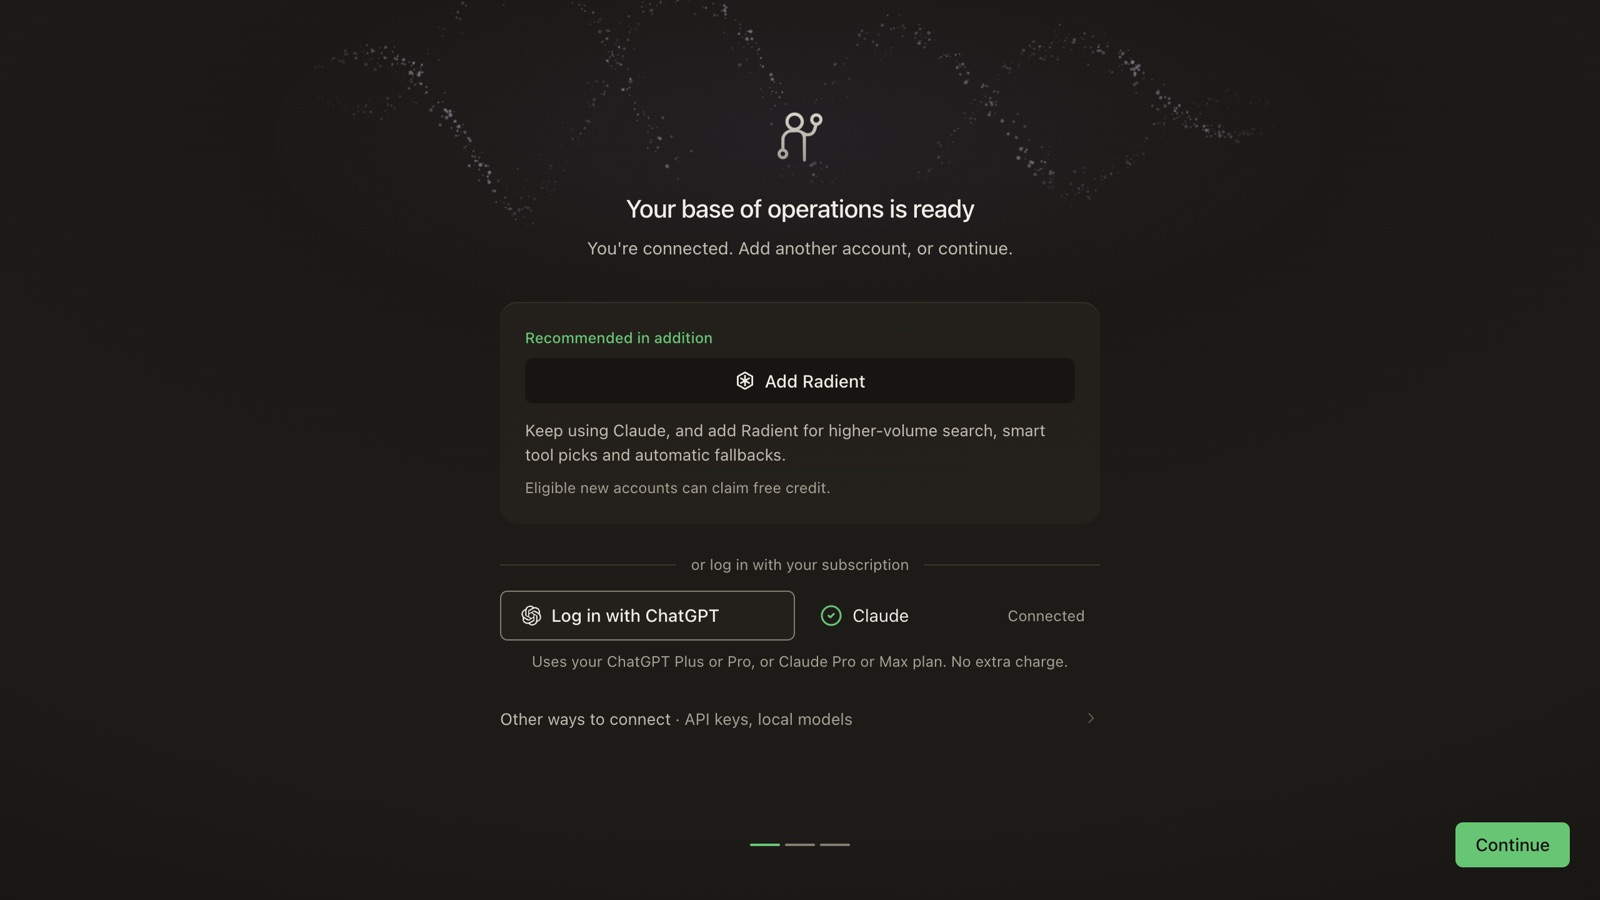 Your base of operations is ready
You're connected. Add another account, or continue.
Recommended in addition
Add Radient
Keep using Claude, and add Radient for higher-volume search, smart
tool picks and automatic fallbacks.
Eligible new accounts can claim free credit.
or log in with your subscription
Log in with ChatGPT
Claude
Connected
Uses your ChatGPT Plus or Pro, or Claude Pro or Max plan. No extra charge.
Other ways to connect · API keys, local models
Continue